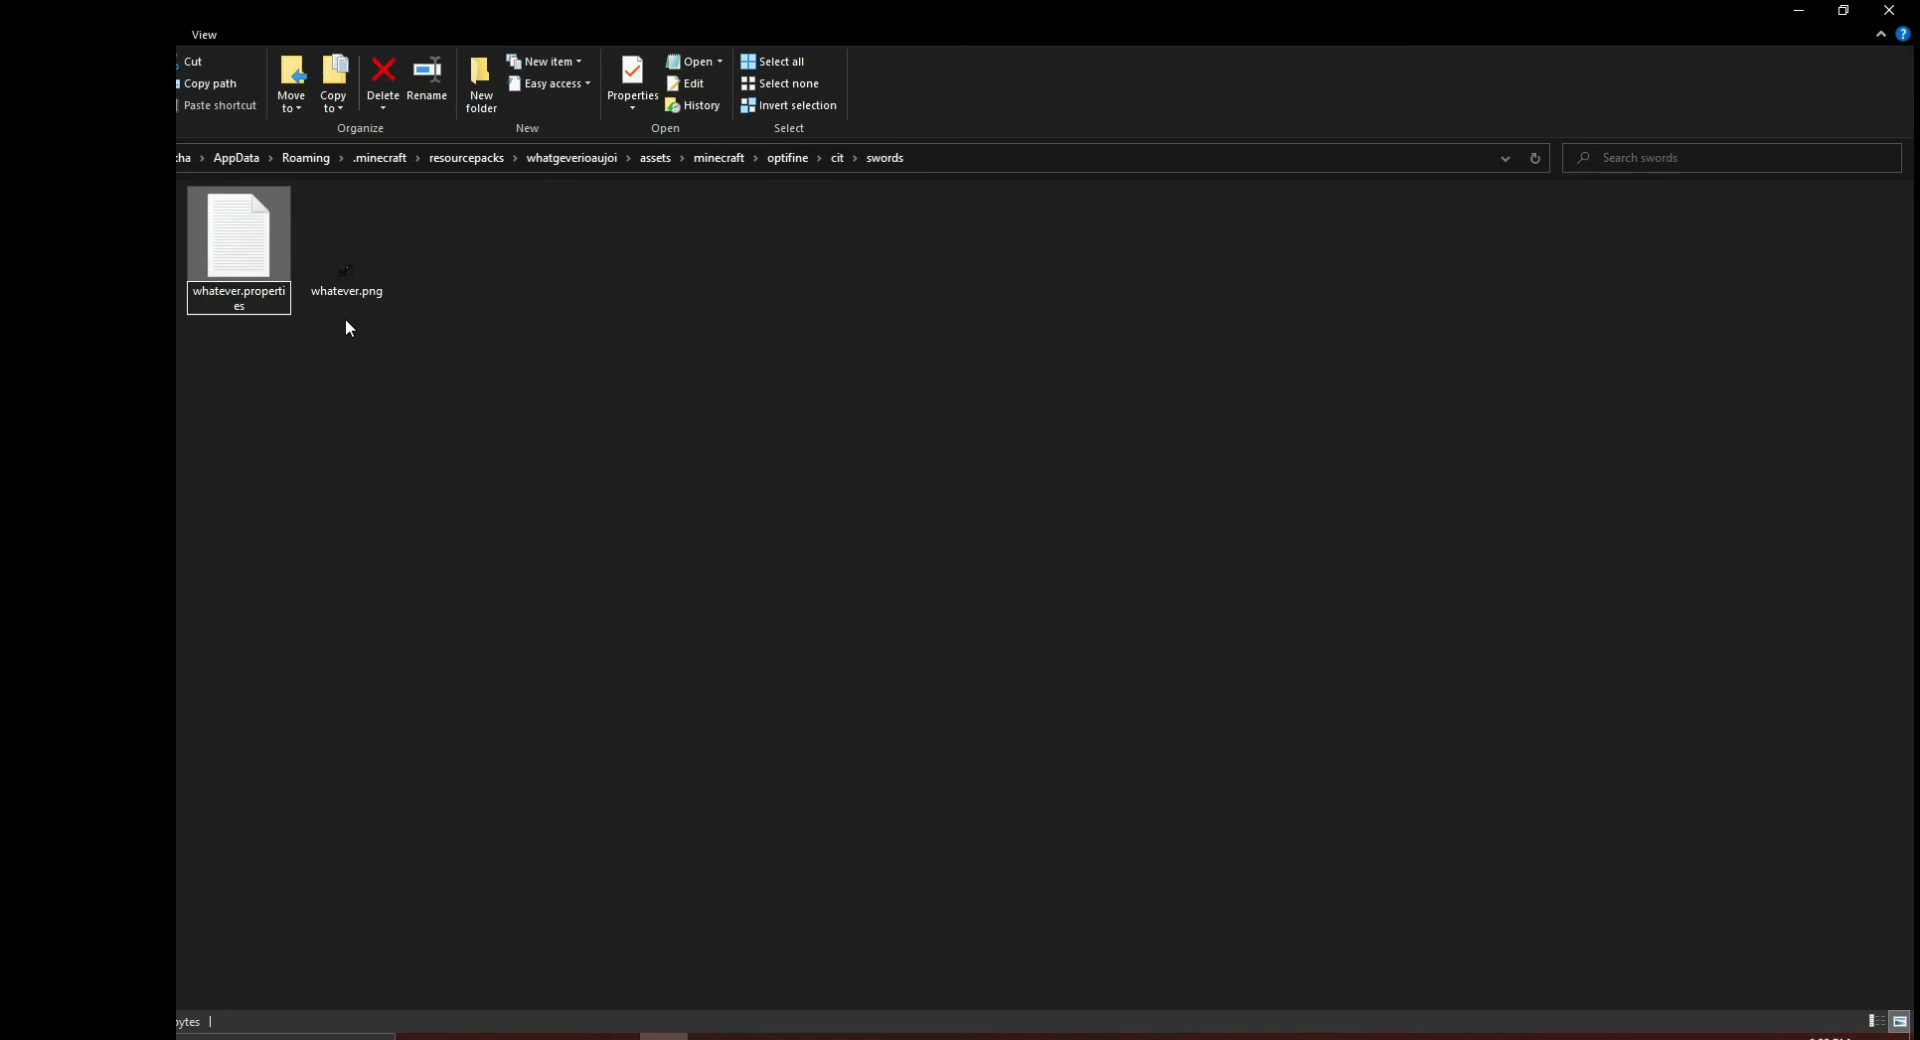 View
Cut
Copy path
Paste shortcut
Move to
Copy to
Delete
Rename
Organize
New folder
New item
Easy access
New
Properties
Open
Edit
History
Open
Select all
Select none
Invert selection
Select
cha > AppData > Roaming > .minecraft > resourcepacks > whatgeverioaujoi > assets > minecraft > optifine > cit > swords
Search swords
whatever.properti
es
whatever.png
bytes